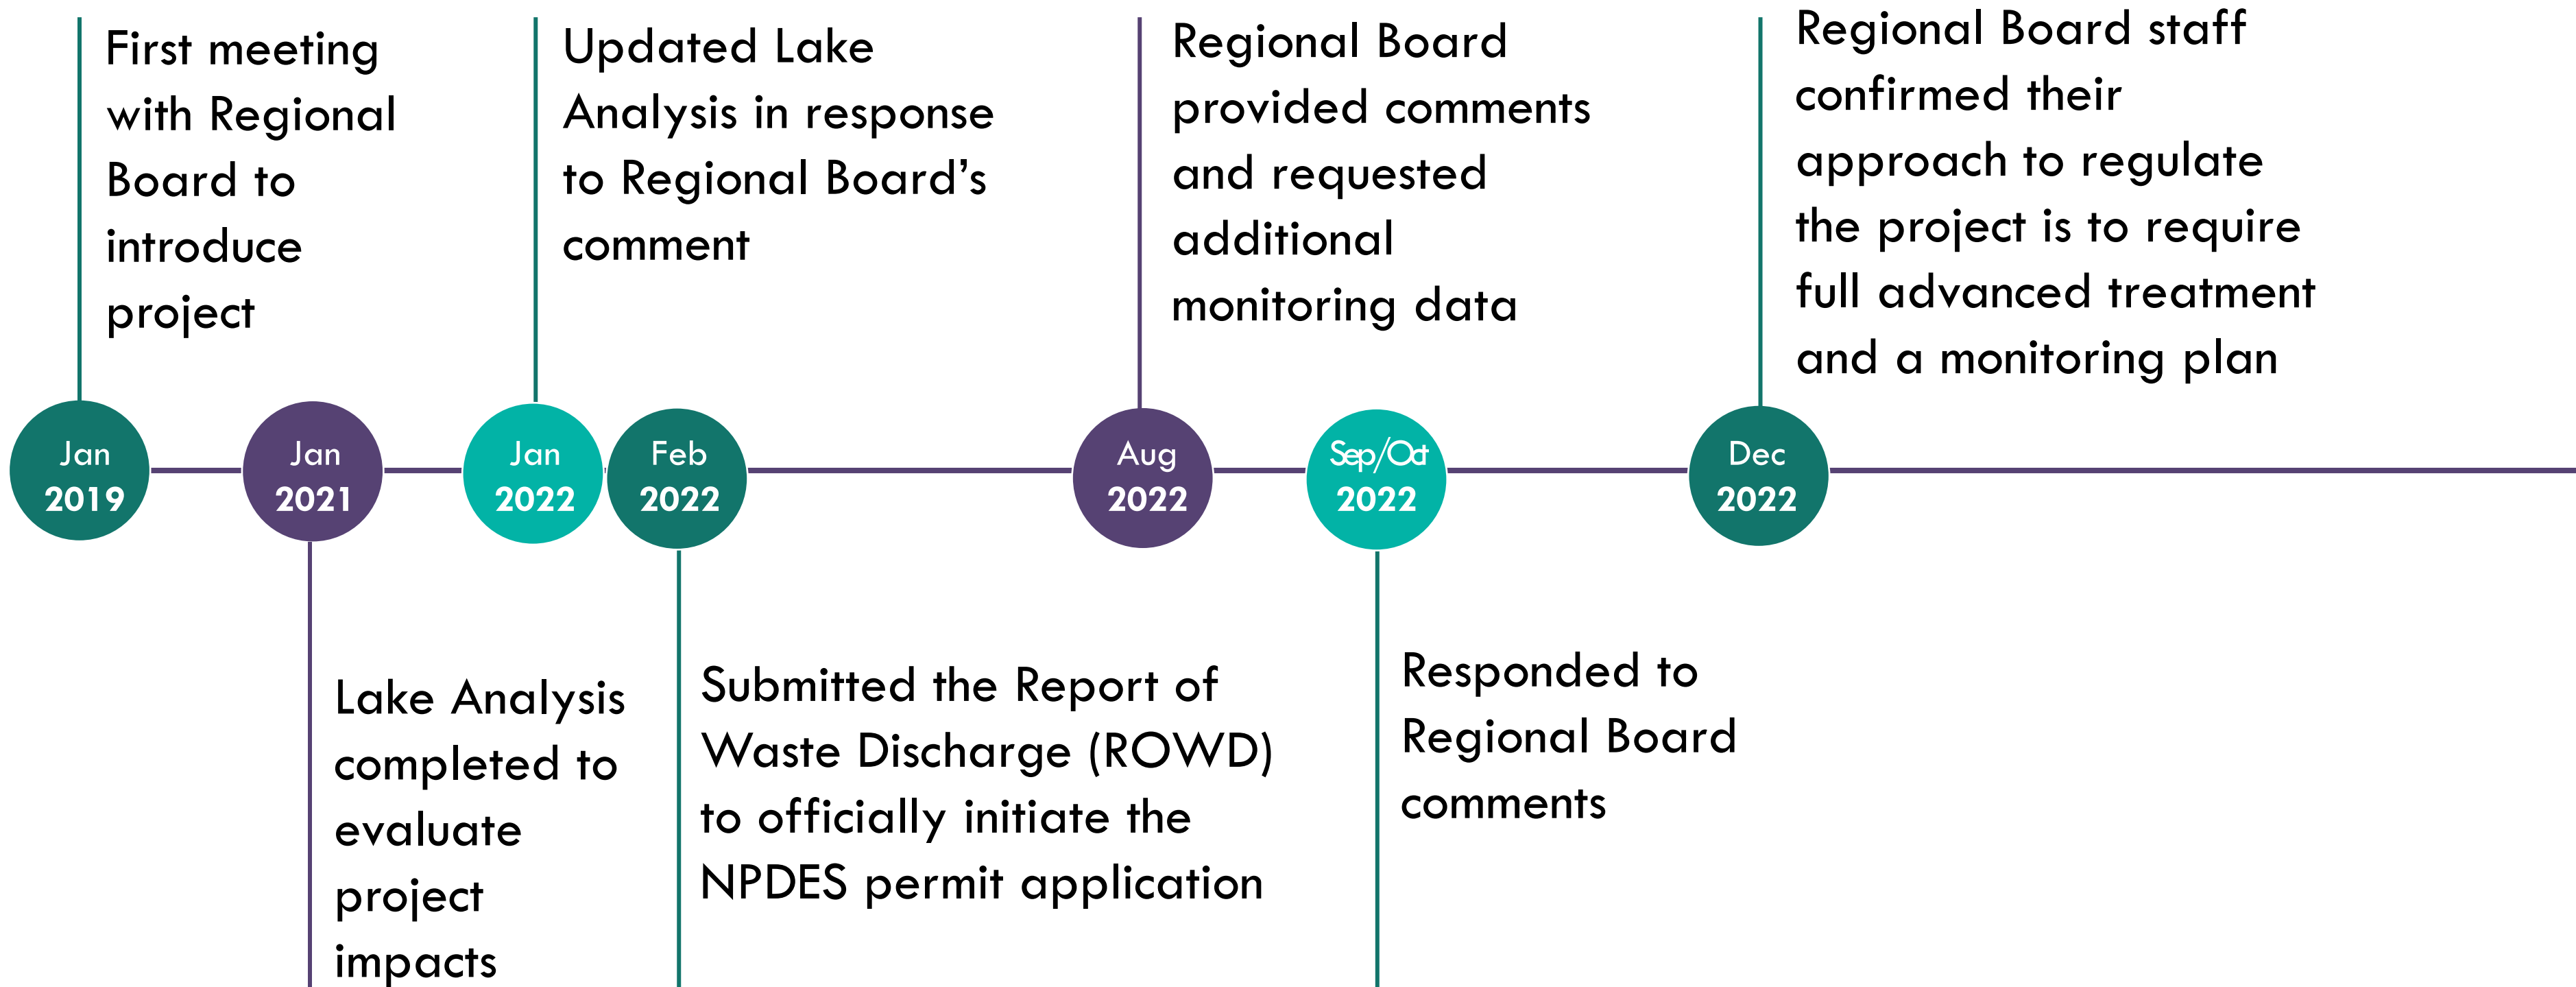 First meeting
with Regional
Board to
introduce
project
Updated Lake
Analysis in response
to Regional Board’s
comment
Regional Board
provided comments
and requested
additional
monitoring data
Regional Board staff
confirmed their
approach to regulate
the project is to require
full advanced treatment
and a monitoring plan
Jan
2019
Jan
2021
Jan
2022
Feb
2022
Aug
2022
Sep/Oct
2022
Dec
2022
Lake Analysis
completed to
evaluate
project
impacts
Submitted the Report of
Waste Discharge (ROWD)
to officially initiate the
NPDES permit application
Responded to
Regional Board
comments